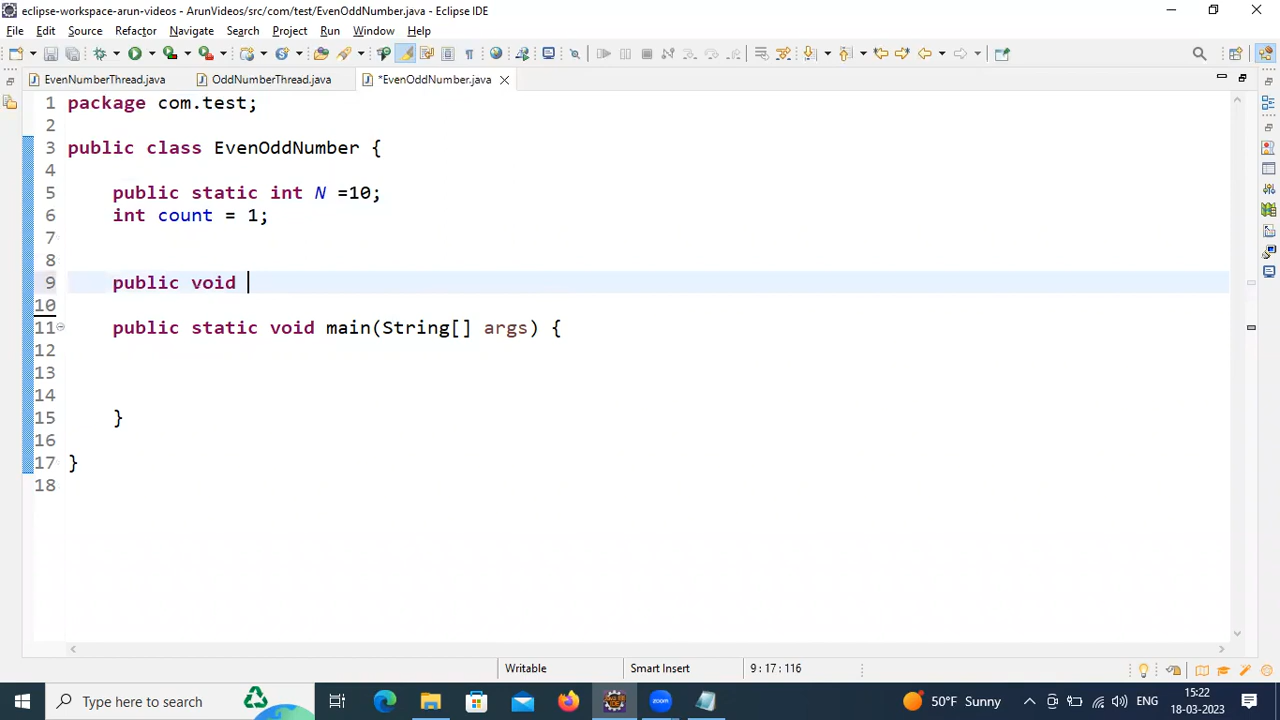 eclipse-workspace-arun-videos - ArunVideos/src/com/test/EvenOddNumber.java - Eclipse IDE
File Edit Source Refactor Navigate Search Project Run Window Help
EvenNumberThread.java OddNumberThread.java *EvenOddNumber.java
1 package com.test;
2
3 public class EvenOddNumber {
4
5 public static int N =10;
6 int count = 1;
7
8
9 public void
10
11 public static void main(String[] args) {
12
13
14
15 }
16
17 }
18
Writable Smart Insert 9 : 17 : 116
Type here to search zoom 50°F Sunny ENG 15:22
18-03-2023